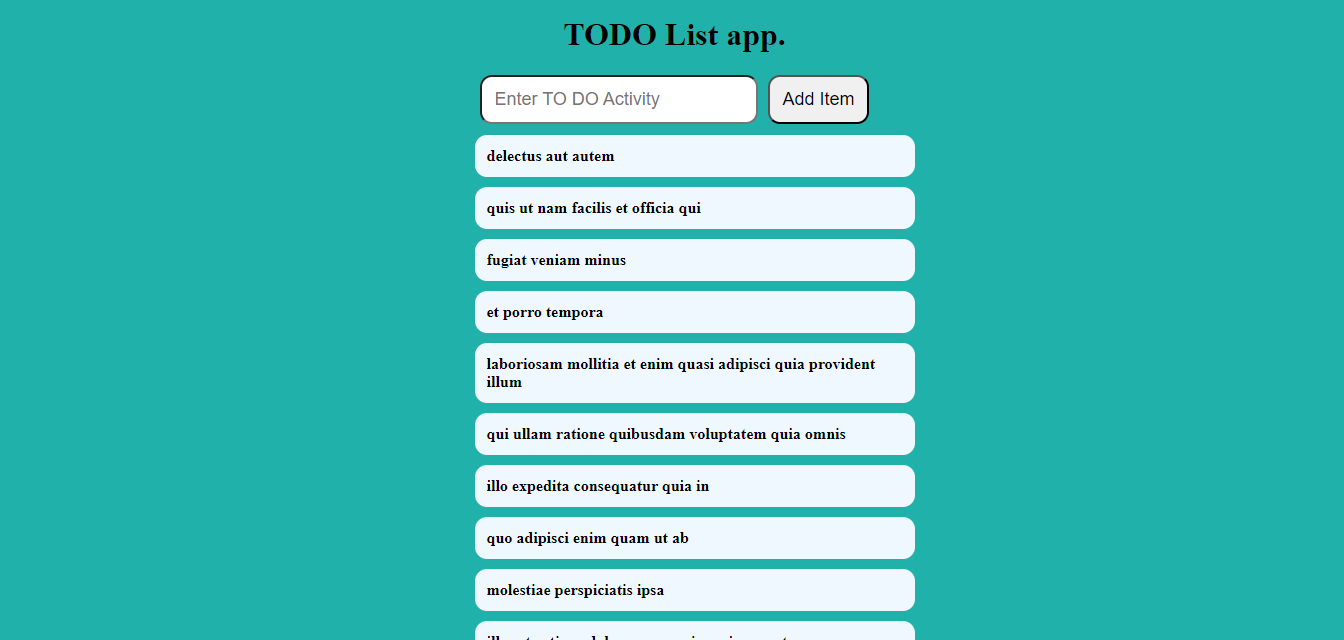 TODO List app.
Enter TO DO Activity
Add Item
delectus aut autem
quis ut nam facilis et officia qui
fugiat veniam minus
et porro tempora
laboriosam mollitia et enim quasi adipisci quia provident
illum
qui ullam ratione quibusdam voluptatem quia omnis
illo expedita consequatur quia in
quo adipisci enim quam ut ab
molestiae perspiciatis ipsa